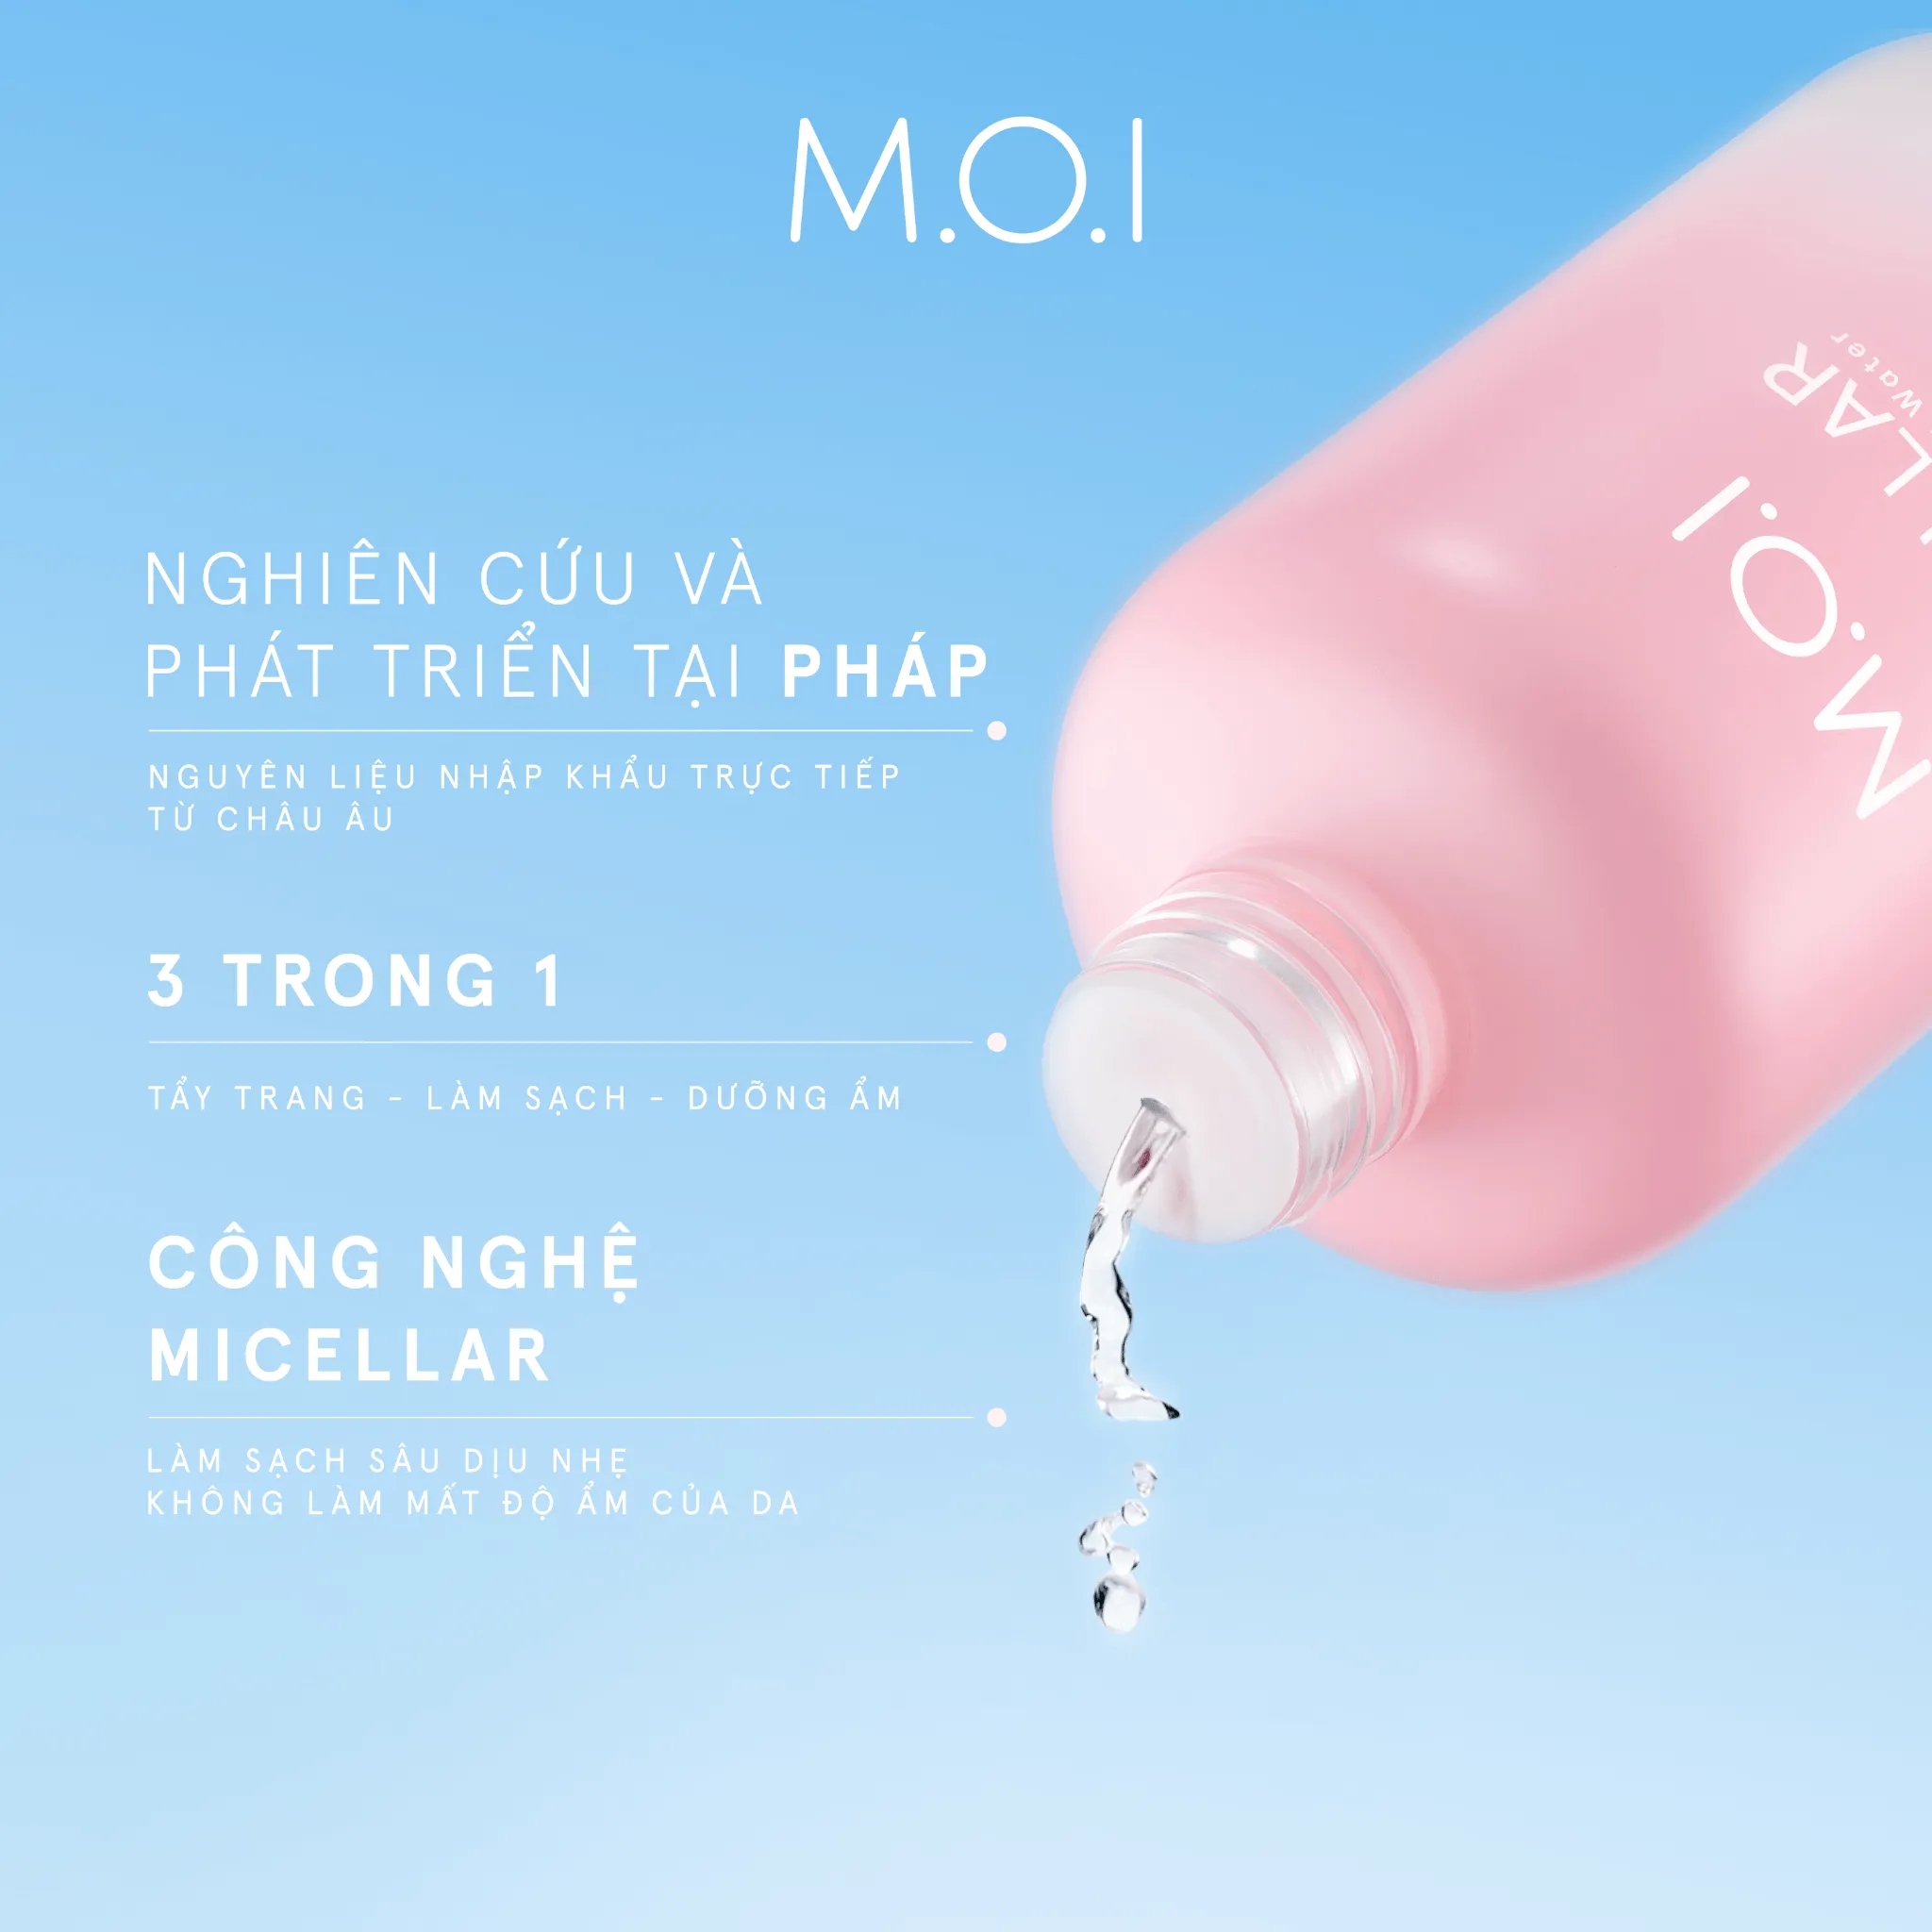 M.O.I
NGHIÊN CỨU VÀ
PHÁT TRIỂN TẠI PHÁP
NGUYÊN LIỆU NHẬP KHẨU TRỰC TIẾP
TỪ CHÂU ÂU
3 TRONG 1
TẨY TRANG - LÀM SẠCH - DƯỠNG ẨM
CÔNG NGHỆ
MICELLAR
LÀM SẠCH SÂU DỊU NHẸ
KHÔNG LÀM MẤT ĐỘ ẨM CỦA DA
M.O.I
LLAR
water